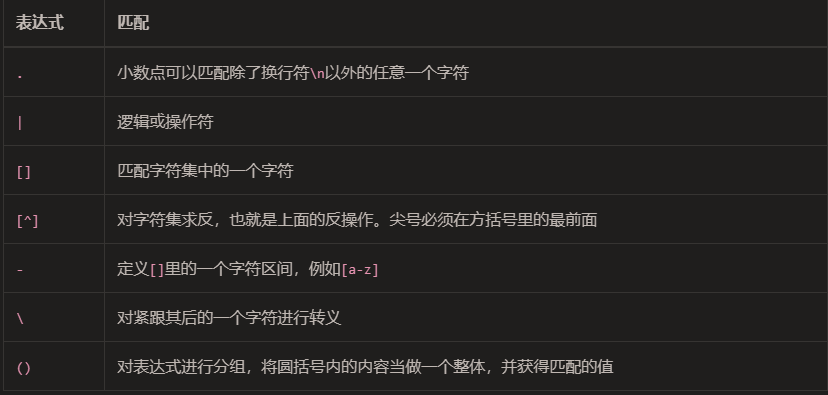 表达式 匹配
. 小数点可以匹配除了换行符\n以外的任意一个字符
| 逻辑或操作符
[] 匹配字符集中的一个字符
[^] 对字符集求反，也就是上面的反操作。尖号必须在方括号里的最前面
- 定义[]里的一个字符区间，例如[a-z]
\ 对紧跟其后的一个字符进行转义
() 对表达式进行分组，将圆括号内的内容当做一个整体，并获得匹配的值